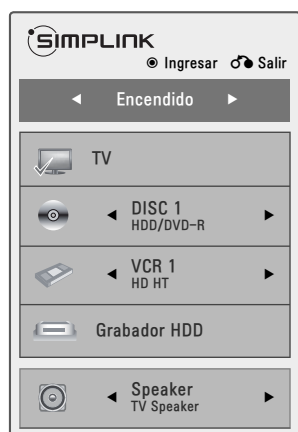 SIMPLINK
Ingresar Salir
Encendido
TV
DISC 1
HDD/DVD-R
VCR 1
HD HT
Grabador HDD
Speaker
TV Speaker